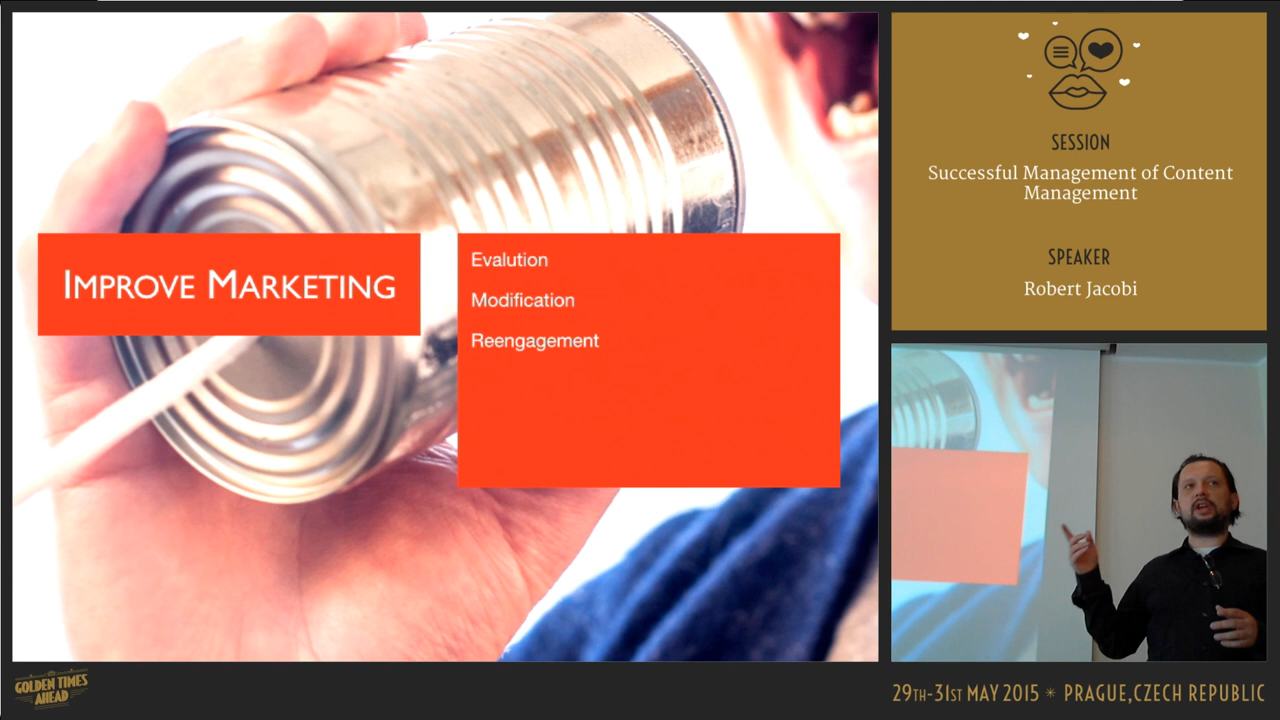 IMPROVE MARKETING
Evalution
Modification
Reengagement
SESSION
Successful Management of Content
Management
SPEAKER
Robert Jacobi
GOLDEN TIMES
AHEAD
29TH-31ST MAY 2015 * PRAGUE,CZECH REPUBLIC